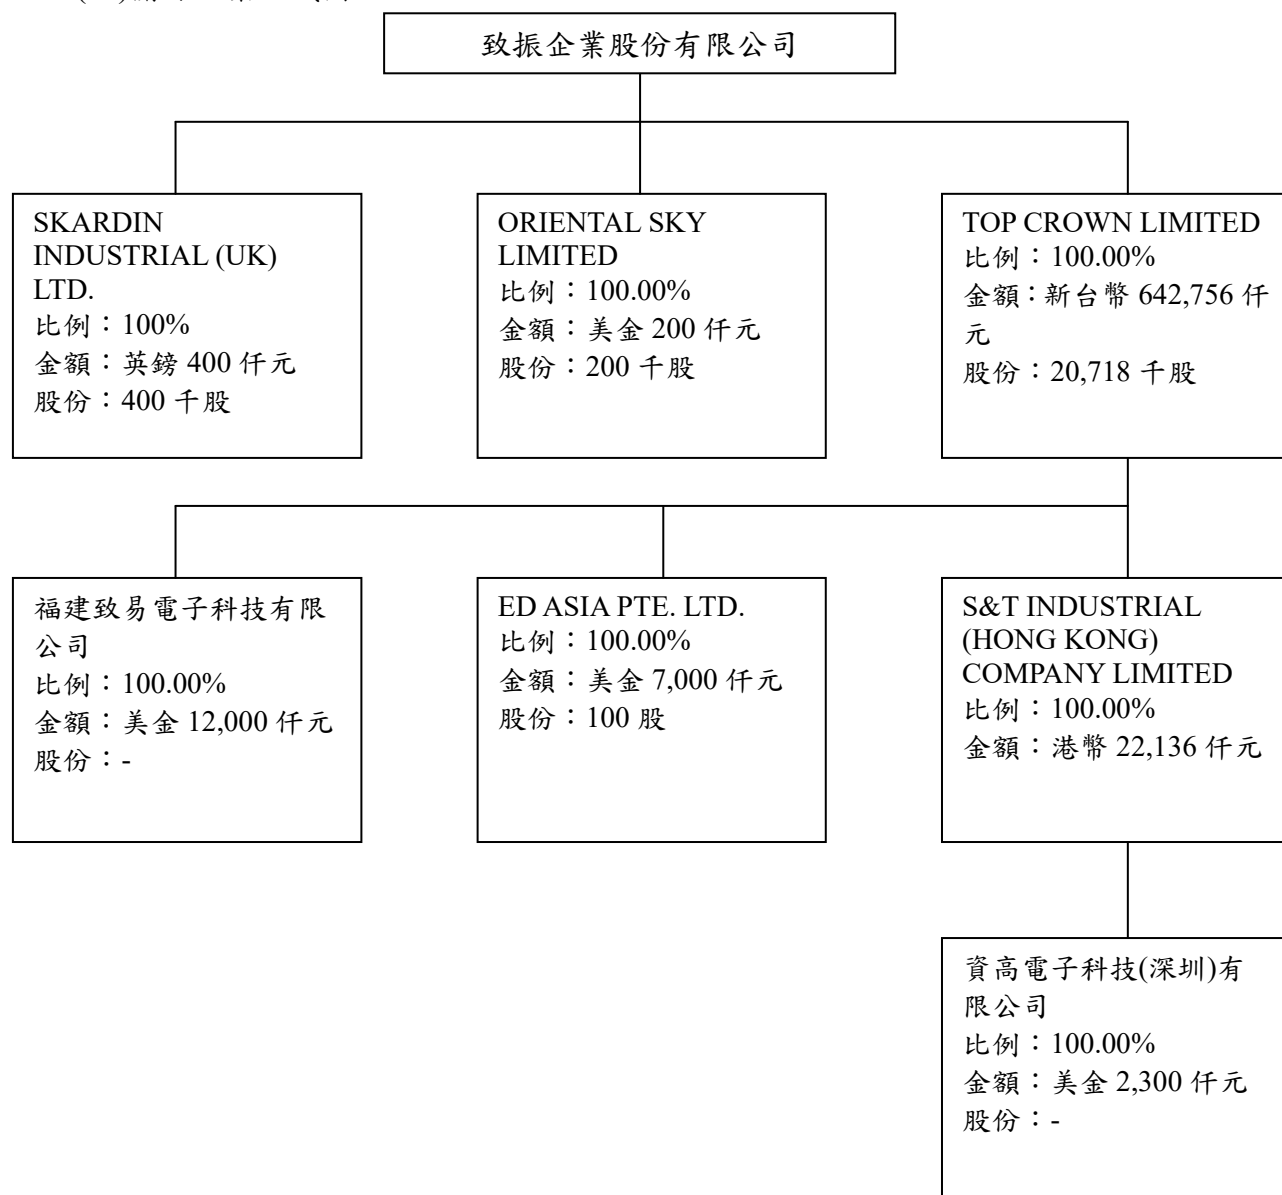 致振企業股份有限公司
SKARDIN
INDUSTRIAL (UK)
LTD.
比例：100%
金額：英鎊 400 仟元
股份：400 千股
ORIENTAL SKY
LIMITED
比例：100.00%
金額：美金 200 仟元
股份：200 千股
TOP CROWN LIMITED
比例：100.00%
金額：新台幣 642,756 仟
元
股份：20,718 千股
福建致易電子科技有限
公司
比例：100.00%
金額：美金 12,000 仟元
股份：-
ED ASIA PTE. LTD.
比例：100.00%
金額：美金 7,000 仟元
股份：100 股
S&T INDUSTRIAL
(HONG KONG)
COMPANY LIMITED
比例：100.00%
金額：港幣 22,136 仟元
資高電子科技(深圳)有
限公司
比例：100.00%
金額：美金 2,300 仟元
股份：-